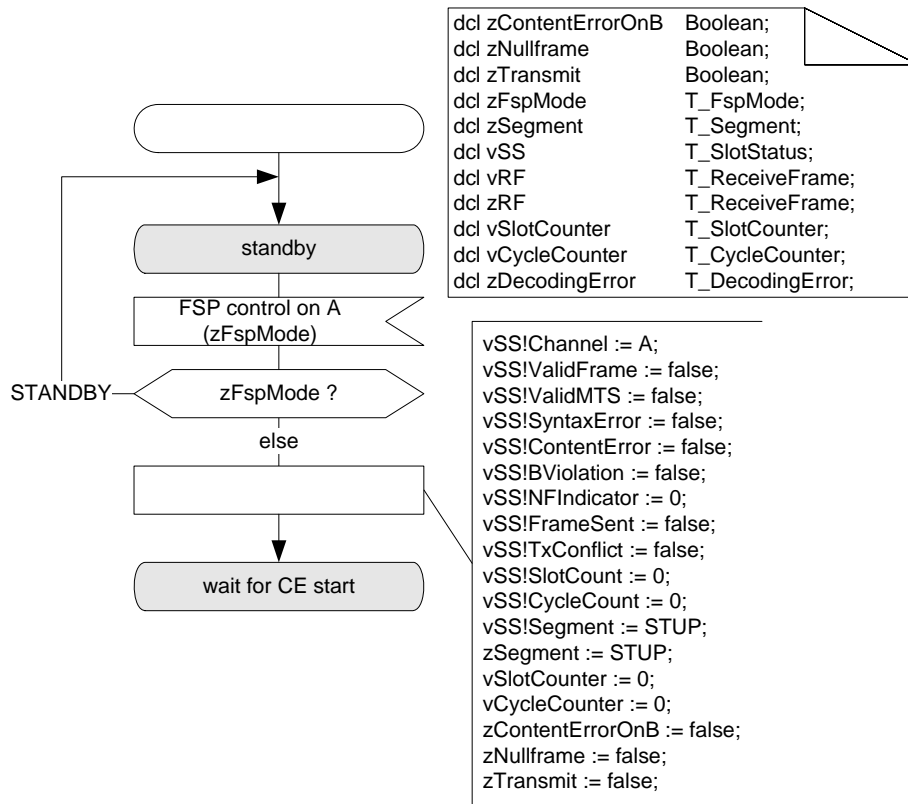 dcl zContentErrorOnB Boolean;
dcl zNullframe Boolean;
dcl zTransmit Boolean;
dcl zFspMode T_FspMode;
dcl zSegment T_Segment;
dcl vSS T_SlotStatus;
dcl vRF T_ReceiveFrame;
dcl zRF T_ReceiveFrame;
dcl vSlotCounter T_SlotCounter;
dcl vCycleCounter T_CycleCounter;
dcl zDecodingError T_DecodingError;
standby
FSP control on A
(zFspMode)
STANDBY
zFspMode ?
else
wait for CE start
vSS!Channel := A;
vSS!ValidFrame := false;
vSS!ValidMTS := false;
vSS!SyntaxError := false;
vSS!ContentError := false;
vSS!BViolation := false;
vSS!NFIndicator := 0;
vSS!FrameSent := false;
vSS!TxConflict := false;
vSS!SlotCount := 0;
vSS!CycleCount := 0;
vSS!Segment := STUP;
zSegment := STUP;
vSlotCounter := 0;
vCycleCounter := 0;
zContentErrorOnB := false;
zNullframe := false;
zTransmit := false;